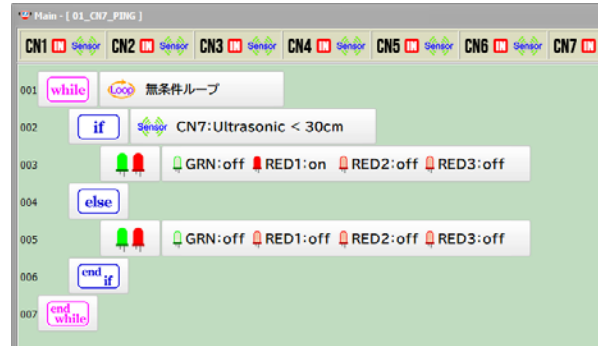 Main - [ 01_CN7_PING ]
CN1 IN Sensor CN2 IN Sensor CN3 IN Sensor CN4 IN Sensor CN5 IN Sensor CN6 IN Sensor CN7 IN
001 while Loop 無条件ループ
002 if Sensor CN7:Ultrasonic < 30cm
003 GRN:off RED1:on RED2:off RED3:off
004 else
005 GRN:off RED1:off RED2:off RED3:off
006 end if
007 end while